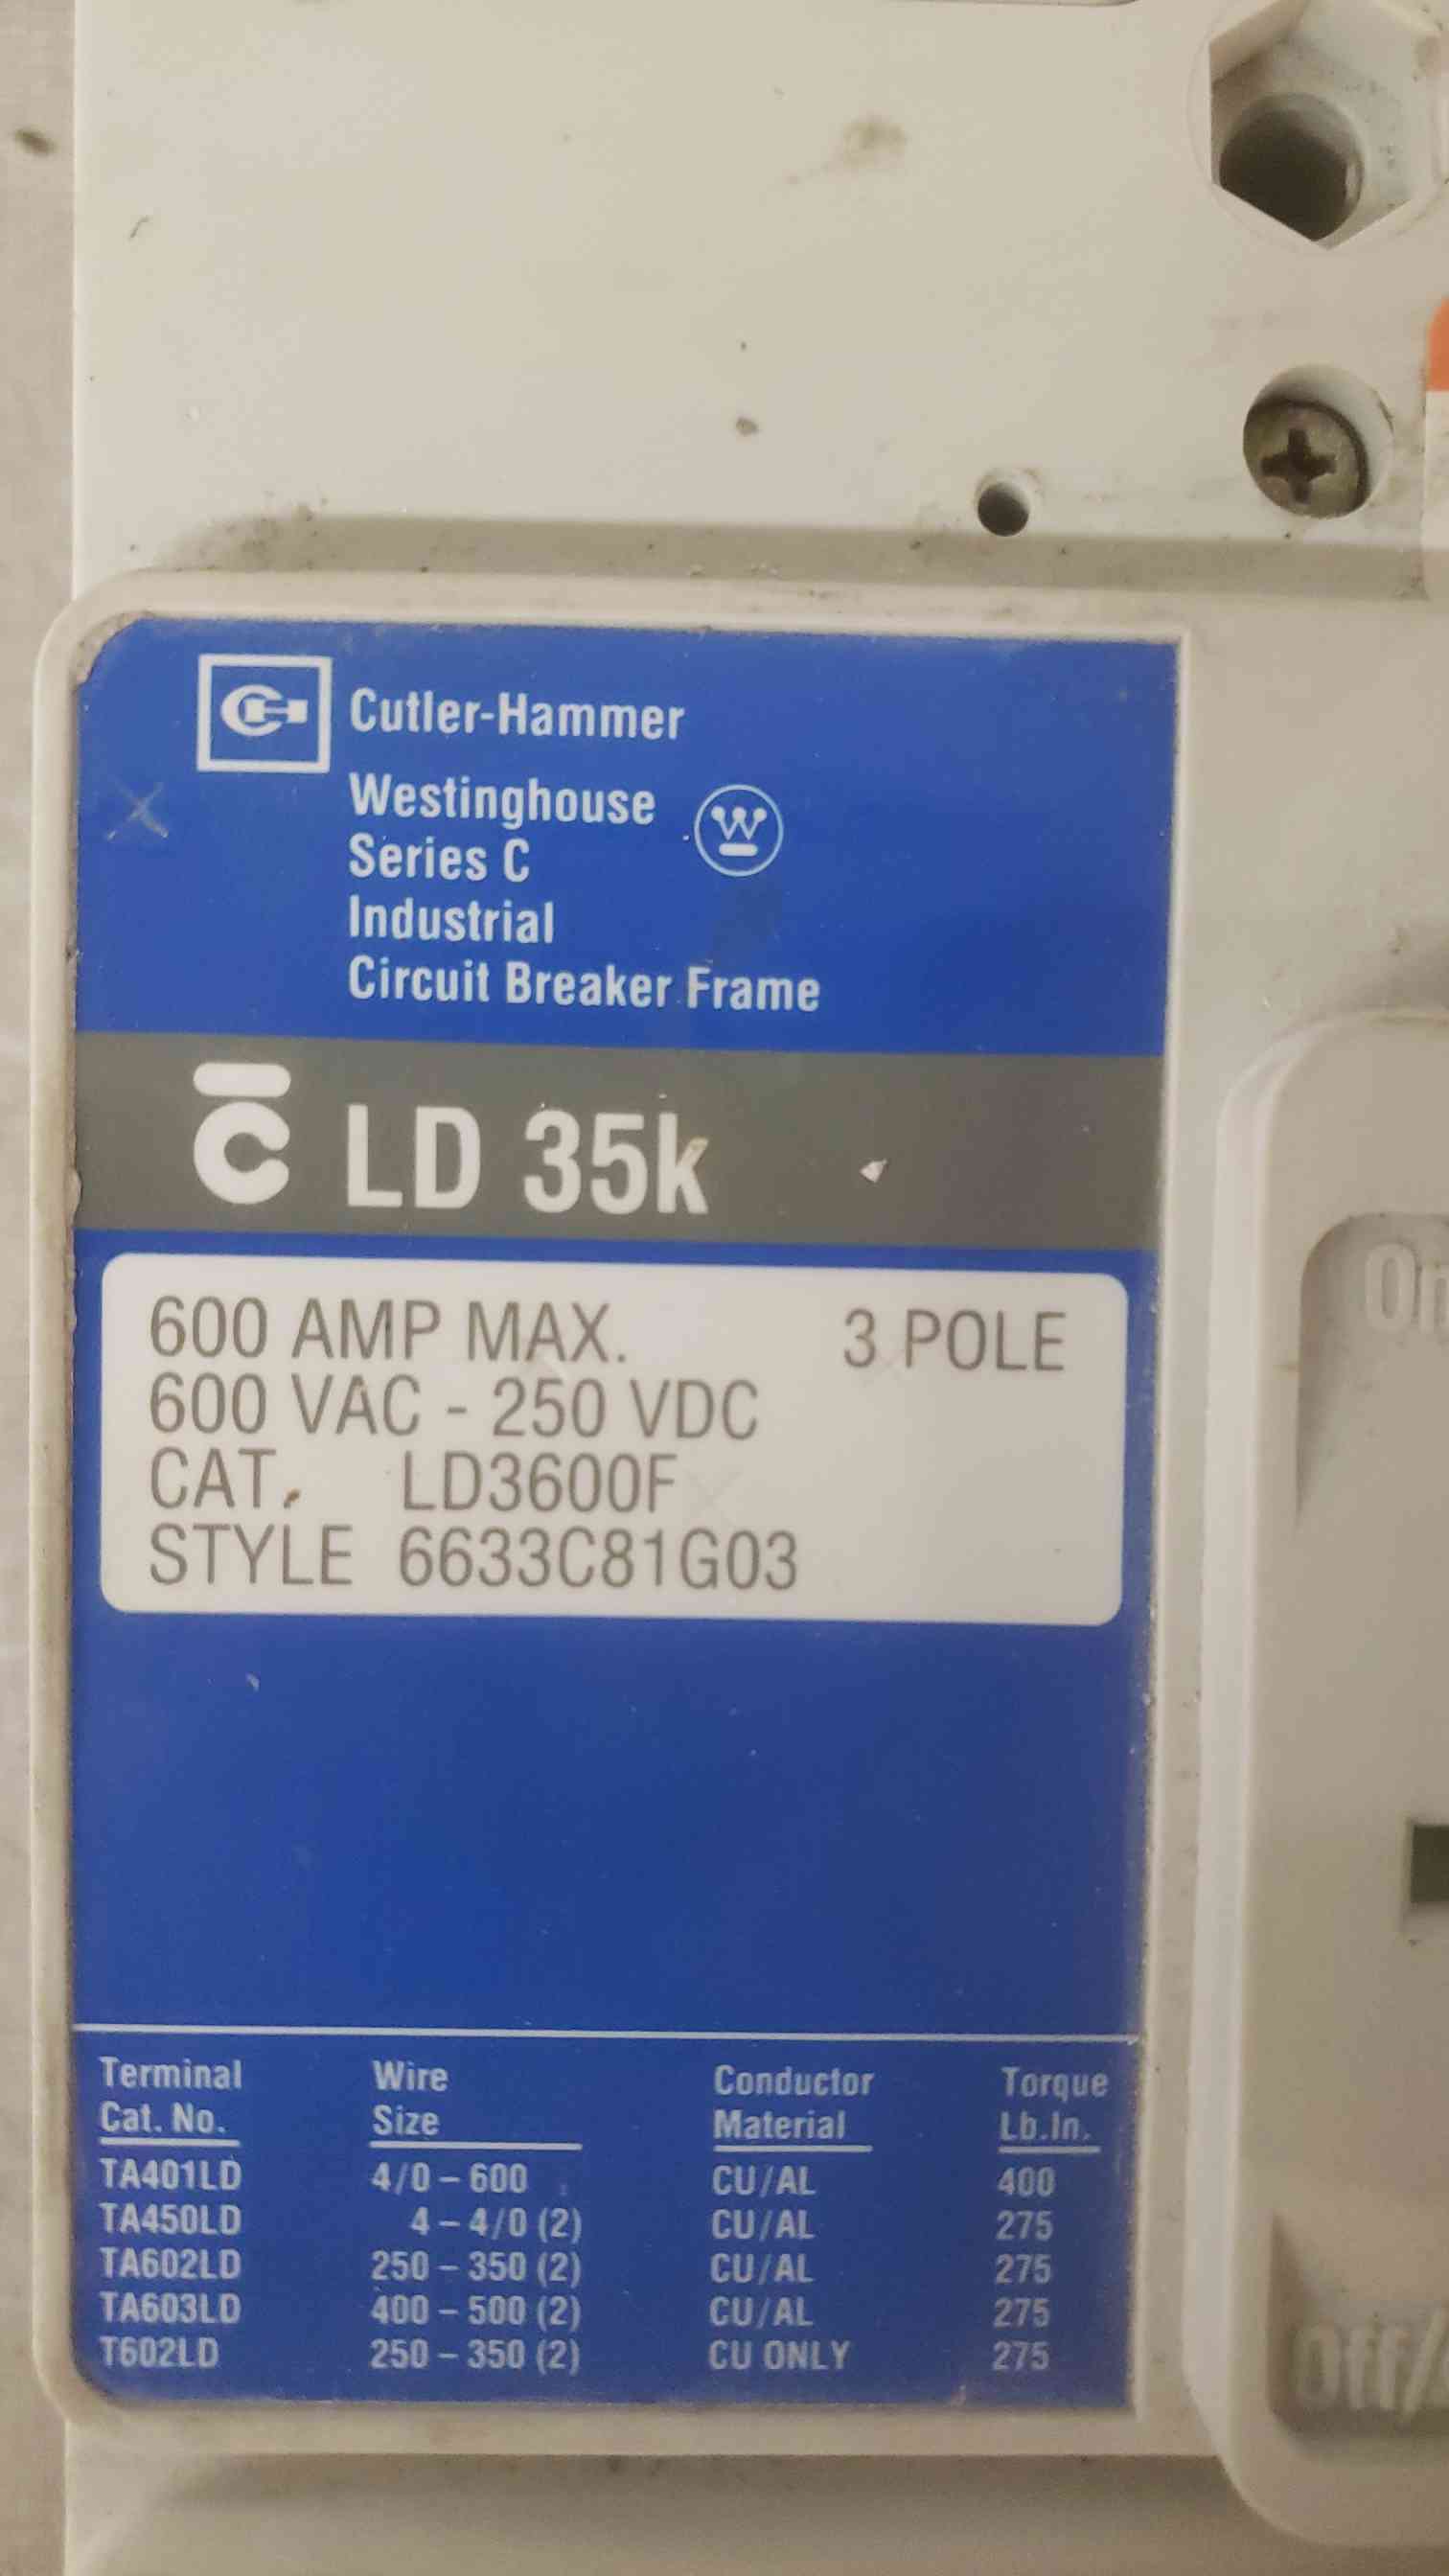 Cutler-Hammer
Westinghouse
Series C
Industrial
Circuit Breaker Frame
C LD 35k
600 AMP MAX. 3 POLE
600 VAC - 250 VDC
CAT. LD3600F
STYLE 6633C81G03
On
Terminal Wire Conductor Torque
Cat. No. Size Material Lb.In.
TA401LD 4/0 – 600 CU/AL 400
TA450LD 4 – 4/0 (2) CU/AL 275
TA602LD 250 – 350 (2) CU/AL 275
TA603LD 400 – 500 (2) CU/AL 275
T602LD 250 – 350 (2) CU ONLY 275
Off/